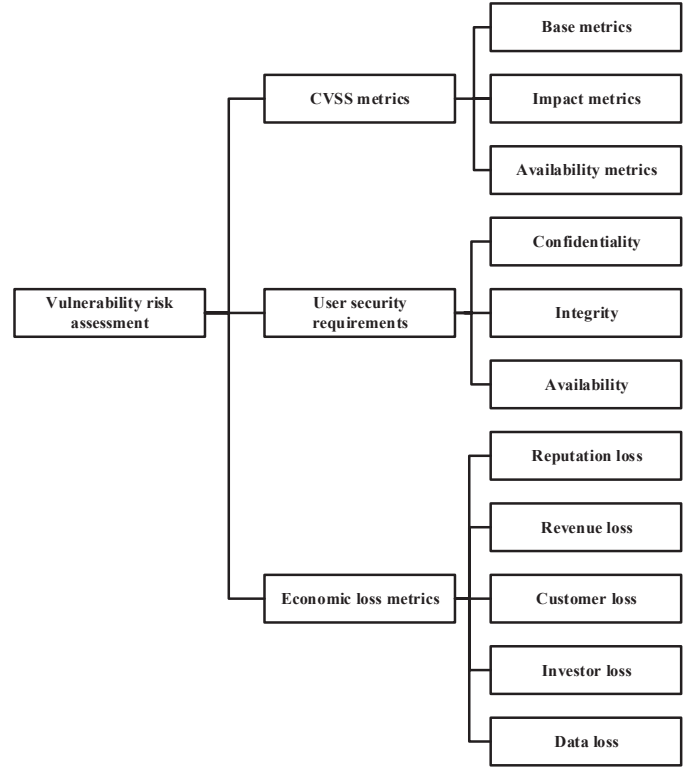 Base metrics
CVSS metrics
Impact metrics
Availability metrics
Confidentiality
Vulnerability risk
assessment
User security
requirements
Integrity
Availability
Reputation loss
Revenue loss
Economic loss metrics
Customer loss
Investor loss
Data loss